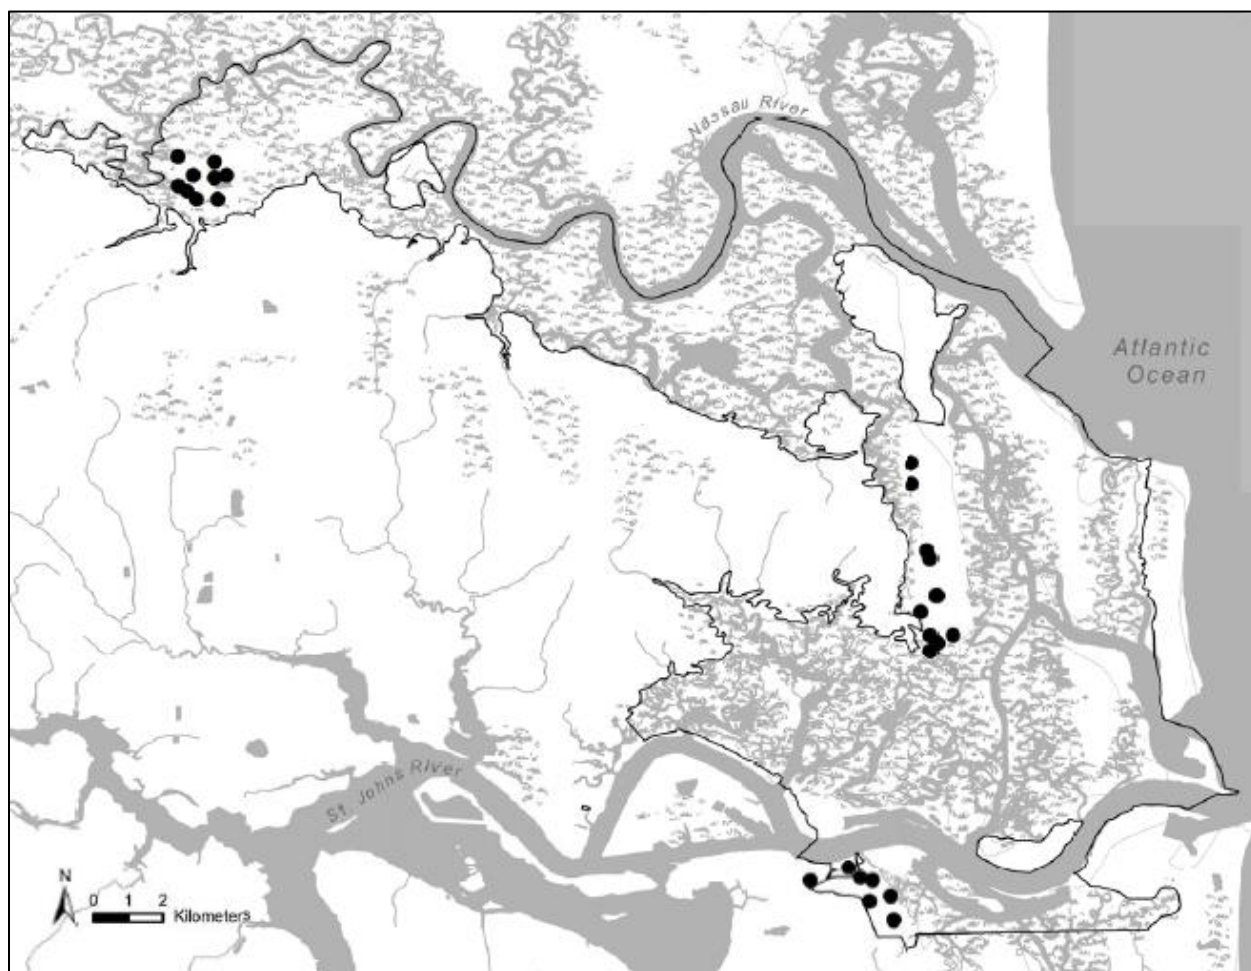 Nassau River
Atlantic
Ocean
St. Johns River
N
0 1 2
Kilometers